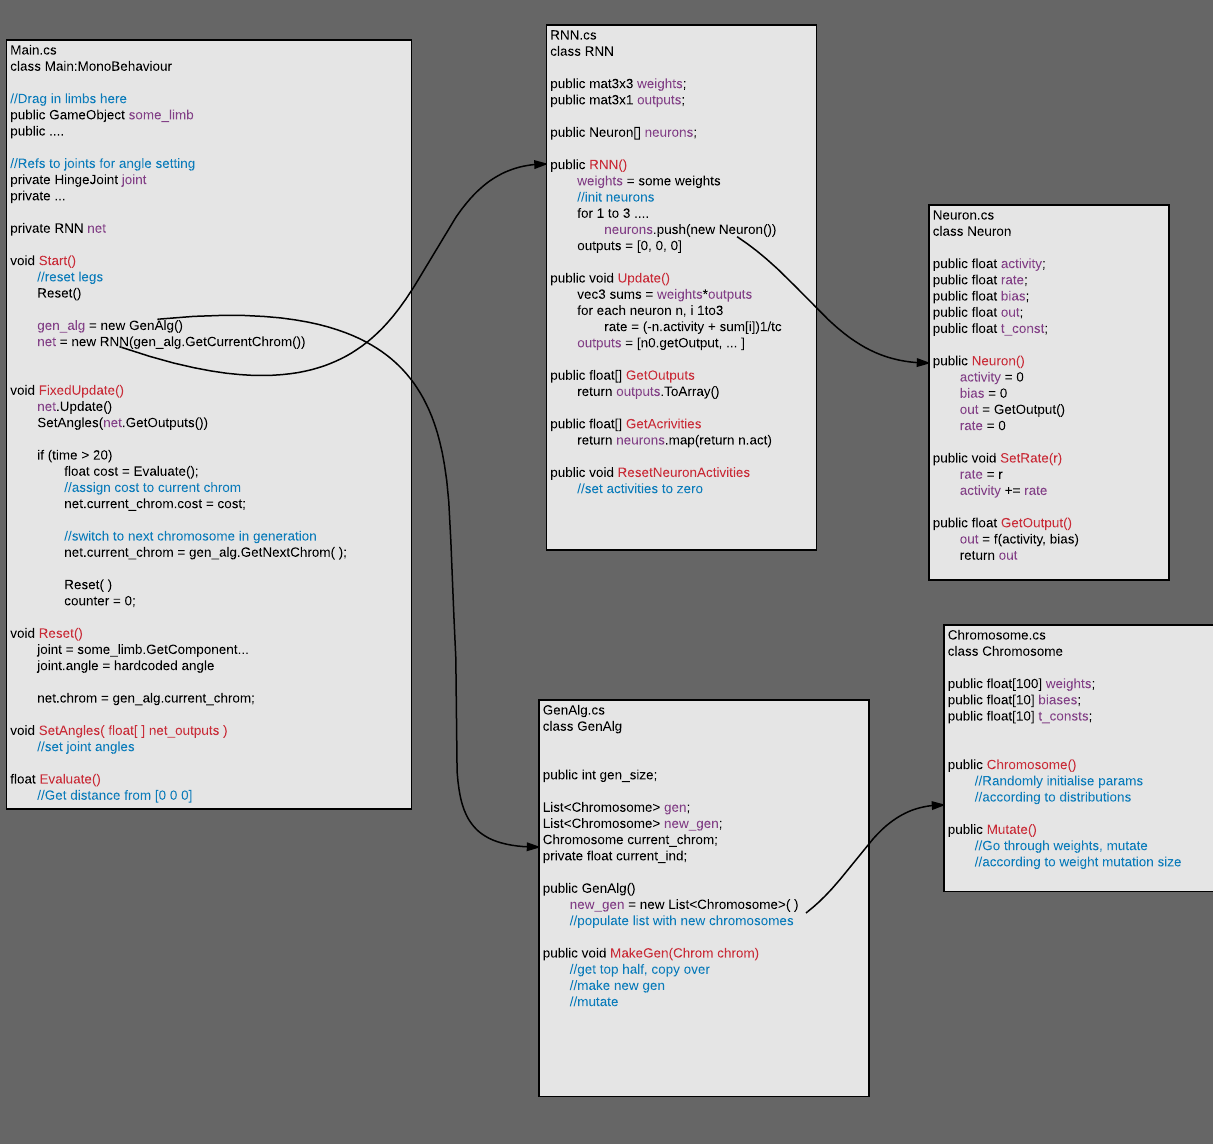 Main.cs
class Main:MonoBehaviour
//Drag in limbs here
public GameObject some_limb
public ....
//Refs to joints for angle setting
private HingeJoint joint
private ...
private RNN net
void Start()
//reset legs
Reset()
gen_alg = new GenAlg()
net = new RNN(gen_alg.GetCurrentChrom())
void FixedUpdate()
net.Update()
SetAngles(net.GetOutputs())
if (time > 20)
float cost = Evaluate();
//assign cost to current chrom
net.current_chrom.cost = cost;
//switch to next chromosome in generation
net.current_chrom = gen_alg.GetNextChrom( );
Reset( )
counter = 0;
void Reset()
joint = some_limb.GetComponent...
joint.angle = hardcoded angle
net.chrom = gen_alg.current_chrom;
void SetAngles( float[ ] net_outputs )
//set joint angles
float Evaluate()
//Get distance from [0 0 0]
RNN.cs
class RNN
public mat3x3 weights;
public mat3x1 outputs;
public Neuron[] neurons;
public RNN()
weights = some weights
//init neurons
for 1 to 3 ....
neurons.push(new Neuron())
outputs = [0, 0, 0]
public void Update()
vec3 sums = weights*outputs
for each neuron n, i 1to3
rate = (-n.activity + sum[i])1/tc
outputs = [n0.getOutput, ... ]
public float[] GetOutputs
return outputs.ToArray()
public float[] GetAcrivities
return neurons.map(return n.act)
public void ResetNeuronActivities
//set activities to zero
Neuron.cs
class Neuron
public float activity;
public float rate;
public float bias;
public float out;
public float t_const;
public Neuron()
activity = 0
bias = 0
out = GetOutput()
rate = 0
public void SetRate(r)
rate = r
activity += rate
public float GetOutput()
out = f(activity, bias)
return out
GenAlg.cs
class GenAlg
public int gen_size;
List<Chromosome> gen;
List<Chromosome> new_gen;
Chromosome current_chrom;
private float current_ind;
public GenAlg()
new_gen = new List<Chromosome>( )
//populate list with new chromosomes
public void MakeGen(Chrom chrom)
//get top half, copy over
//make new gen
//mutate
Chromosome.cs
class Chromosome
public float[100] weights;
public float[10] biases;
public float[10] t_consts;
public Chromosome()
//Randomly initialise params
//according to distributions
public Mutate()
//Go through weights, mutate
//according to weight mutation size